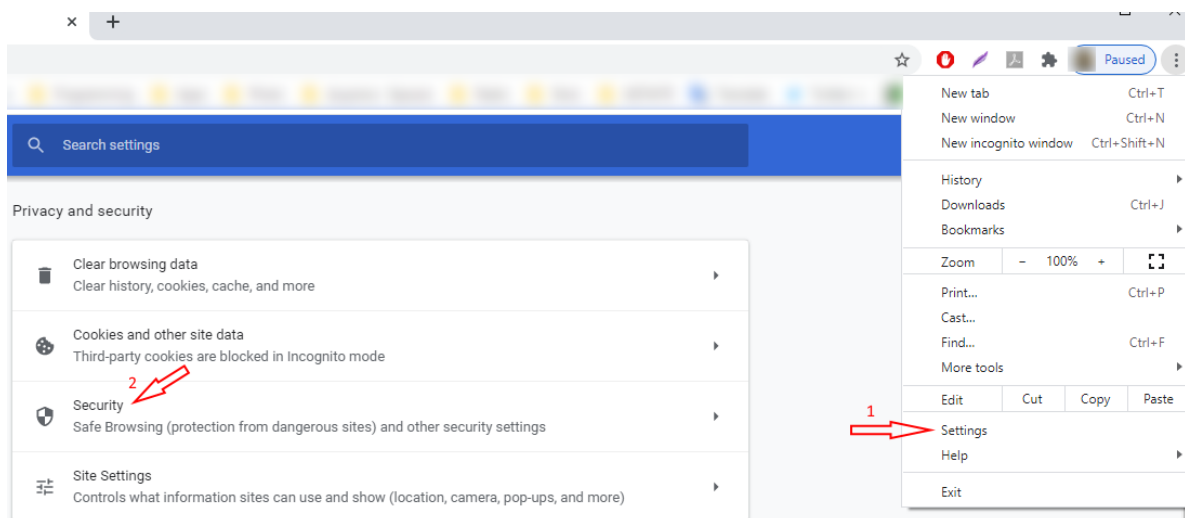 Paused
New tab Ctrl+T
New window Ctrl+N
New incognito window Ctrl+Shift+N
Search settings
History
Downloads Ctrl+J
Bookmarks
Privacy and security
Zoom - 100% +
Clear browsing data
Clear history, cookies, cache, and more
Print... Ctrl+P
Cast...
Cookies and other site data
Third-party cookies are blocked in Incognito mode
Find... Ctrl+F
More tools
2
Security
Safe Browsing (protection from dangerous sites) and other security settings
Edit Cut Copy Paste
1
Settings
Help
Site Settings
Controls what information sites can use and show (location, camera, pop-ups, and more)
Exit